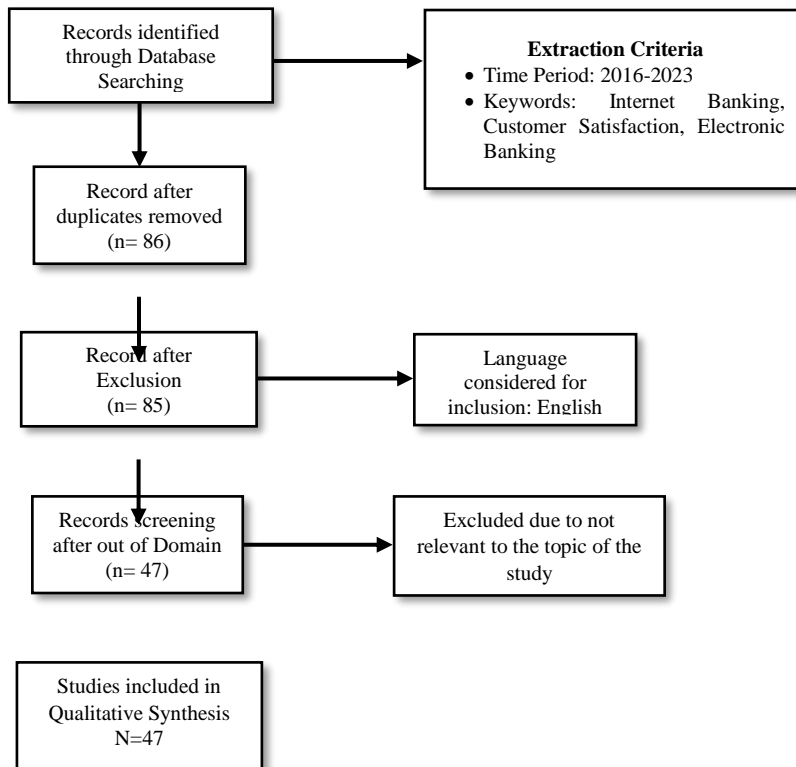 Records identified
through Database
Searching
Extraction Criteria
• Time Period: 2016-2023
• Keywords: Internet Banking,
Customer Satisfaction, Electronic
Banking
Record after
duplicates removed
(n= 86)
Record after
Exclusion
(n= 85)
Language
considered for
inclusion: English
Records screening
after out of Domain
(n= 47)
Excluded due to not
relevant to the topic of the
study
Studies included in
Qualitative Synthesis
N=47